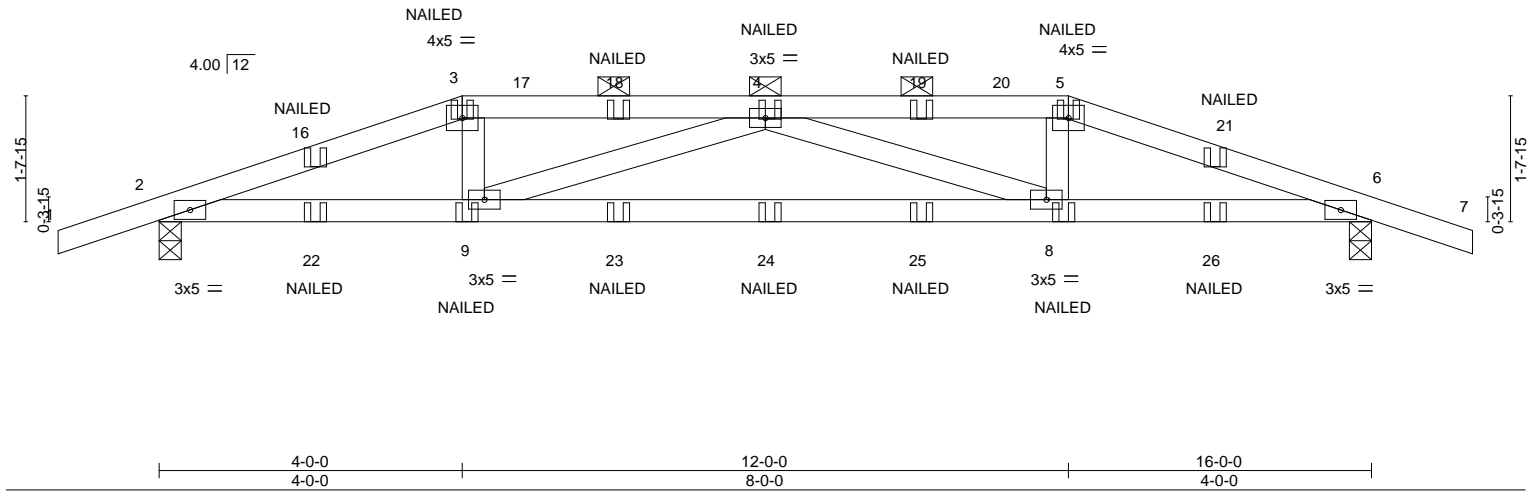 NAILED
4x5 =
NAILED
3x5 =
NAILED
4x5 =
NAILED
NAILED
4.00 12
3
17
18
4
19
20
5
NAILED
16
NAILED
21
1-7-15
0-3-15
1
2
6
7
0-3-15
1-7-15
22
9
23
24
25
8
26
3x5 =
NAILED
3x5 =
NAILED
NAILED
NAILED
NAILED
3x5 =
NAILED
NAILED
3x5 =
4-0-0
12-0-0
16-0-0
4-0-0
8-0-0
4-0-0